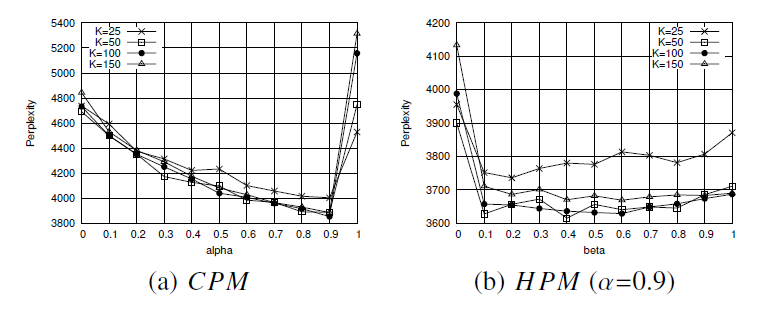 5400
5200
5000
4800
4600
4400
4200
4000
3800
Perplexity
K=25
K=50
K=100
K=150
0 0.1 0.2 0.3 0.4 0.5 0.6 0.7 0.8 0.9 1
alpha
(a) CPM
4200
4100
4000
3900
3800
3700
3600
Perplexity
K=25
K=50
K=100
K=150
0 0.1 0.2 0.3 0.4 0.5 0.6 0.7 0.8 0.9 1
beta
(b) HPM (α=0.9)